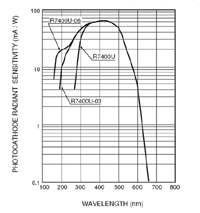 PHOTOCATHODE RADIANT SENSITIVITY (mA / W)
100
10
1
0.1
R7400U-06
R7400U
R7400U-03
100 200 300 400 500 600 700 800
WAVELENGTH (nm)